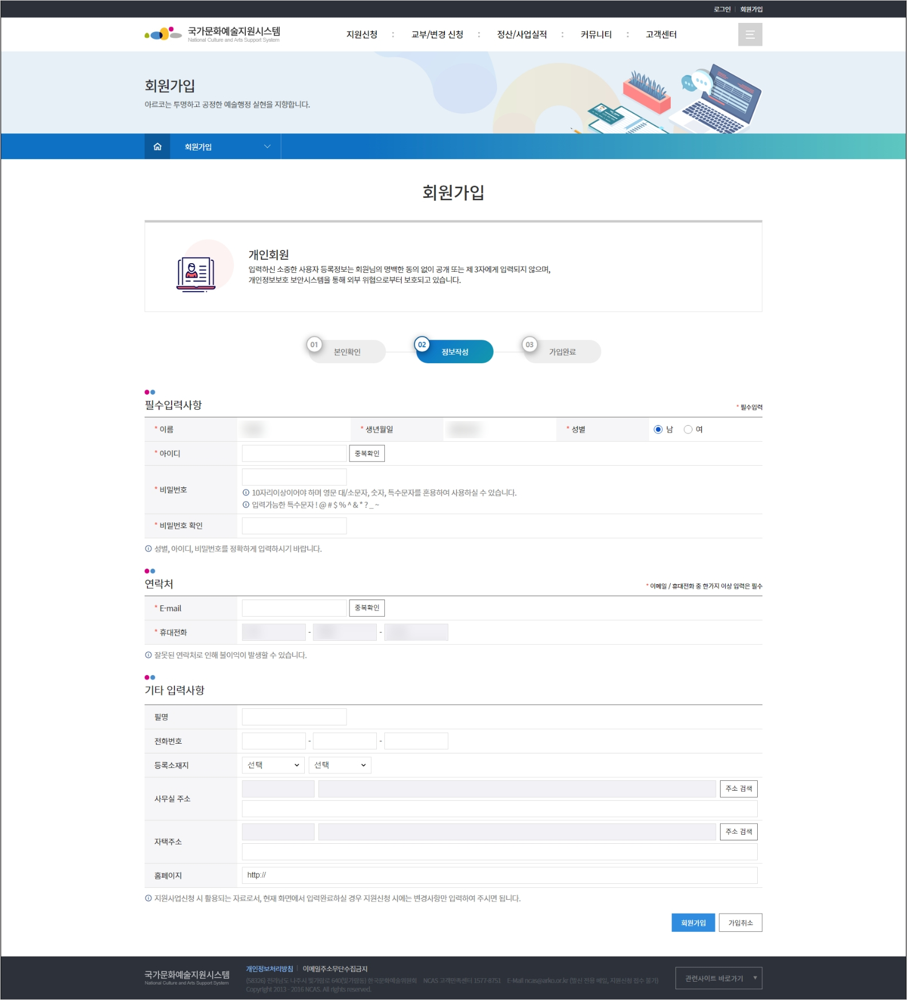 로그인 회원가입
국가문화예술지원시스템
National Culture and Arts Support System
지원신청 : 교부/변경 신청 : 정산/사업실적 : 커뮤니티 : 고객센터
회원가입
아르코는 투명하고 공정한 예술행정 실현을 지향합니다.
회원가입
회원가입
개인회원
입력하신 소중한 사용자 등록정보는 회원님의 명백한 동의 없이 공개 또는 제 3자에게 입력되지 않으며,
개인정보보호 보안시스템을 통해 외부 위협으로부터 보호되고 있습니다.
01 본인확인 02 정보작성 03 가입완료
필수입력사항
* 필수입력
* 이름 * 생년월일 * 성별 남 여
* 아이디 중복확인
* 비밀번호
10자리이상이어야 하며 영문 대/소문자, 숫자, 특수문자를 혼용하여 사용하실 수 있습니다.
입력가능한 특수문자 ! @ # $ % ^ & * ? _ ~
* 비밀번호 확인
성별, 아이디, 비밀번호를 정확하게 입력하시기 바랍니다.
연락처
* 이메일 / 휴대전화 중 한가지 이상 입력은 필수
* E-mail 중복확인
* 휴대전화 - -
잘못된 연락처로 인해 불이익이 발생할 수 있습니다.
기타 입력사항
필명
전화번호 - -
등록소재지 선택 선택
사무실 주소 주소 검색
자택주소 주소 검색
홈페이지 http://
지원사업신청 시 활용되는 자료로서, 현재 화면에서 입력완료하실 경우 지원신청 시에는 변경사항만 입력하여 주시면 됩니다.
회원가입 가입취소
국가문화예술지원시스템
National Culture and Arts Support System
개인정보처리방침 이메일주소무단수집금지
(58326) 전라남도 나주시 빛가람로 640(빛가람동) 한국문화예술위원회 NCAS 고객만족센터 1577-8751 E-Mail ncas@arko.or.kr (발신 전용 메일, 지원신청 접수 불가)
Copyright 2013 - 2016 NCAS. All rights reserved.
관련사이트 바로가기